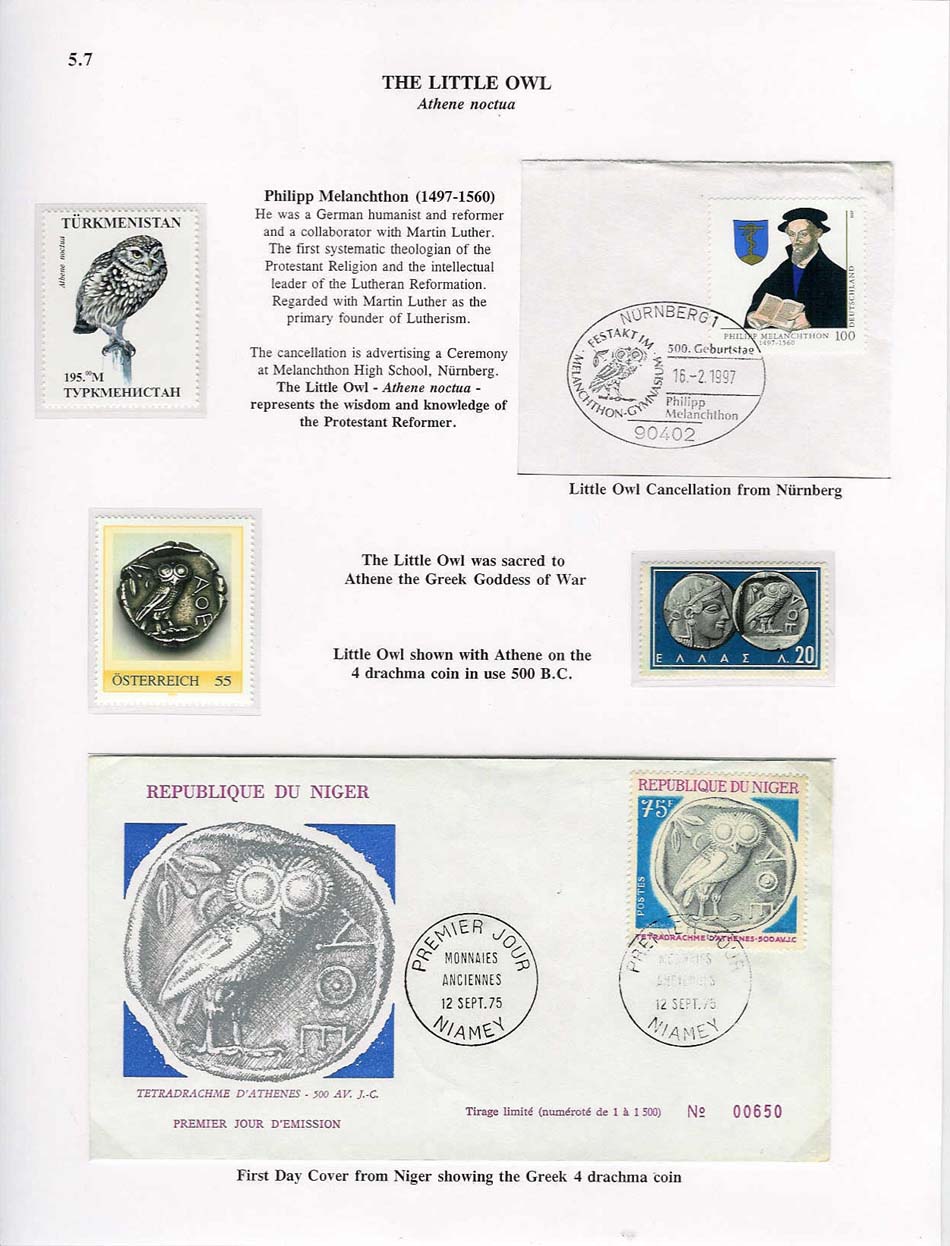 5.7
THE LITTLE OWL
Athene noctua
TÜRKMENISTAN
Athene noctua
195.00M
ТУРКМЕНИСТАН
Philipp Melanchthon (1497-1560)
He was a German humanist and reformer
and a collaborator with Martin Luther.
The first systematic theologian of the
Protestant Religion and the intellectual
leader of the Lutheran Reformation.
Regarded with Martin Luther as the
primary founder of Lutherism.
The cancellation is advertising a Ceremony
at Melanchthon High School, Nürnberg.
The Little Owl - Athene noctua -
represents the wisdom and knowledge of
the Protestant Reformer.
DEUTSCHLAND
PHILIPP MELANCHTHON 100
1497-1560
NÜRNBERG 1
FESTAKT IM
MELANCHTHON-GYMNASIUM
500. Geburtstag
16.-2.1997
Philipp
Melanchthon
90402
Little Owl Cancellation from Nürnberg
ΑΘΕ
ÖSTERREICH 55
The Little Owl was sacred to
Athene the Greek Goddess of War
Little Owl shown with Athene on the
4 drachma coin in use 500 B.C.
ΑΘΕ
ΕΛΛΑΣ Λ. 20
REPUBLIQUE DU NIGER
ΑΘΕ
TETRADRACHME D'ATHENES - 500 AV. J.-C.
PREMIER JOUR D'EMISSION
PREMIER JOUR
MONNAIES
ANCIENNES
12 SEPT. 75
NIAMEY
REPUBLIQUE DU NIGER
75F
POSTES
ΑΘΕ
TETRADRACHME D'ATHENES-500AV.J.C
PREMIER JOUR
MONNAIES
ANCIENNES
12 SEPT. 75
NIAMEY
Tirage limité (numéroté de 1 à 1500) Nº 00650
First Day Cover from Niger showing the Greek 4 drachma coin